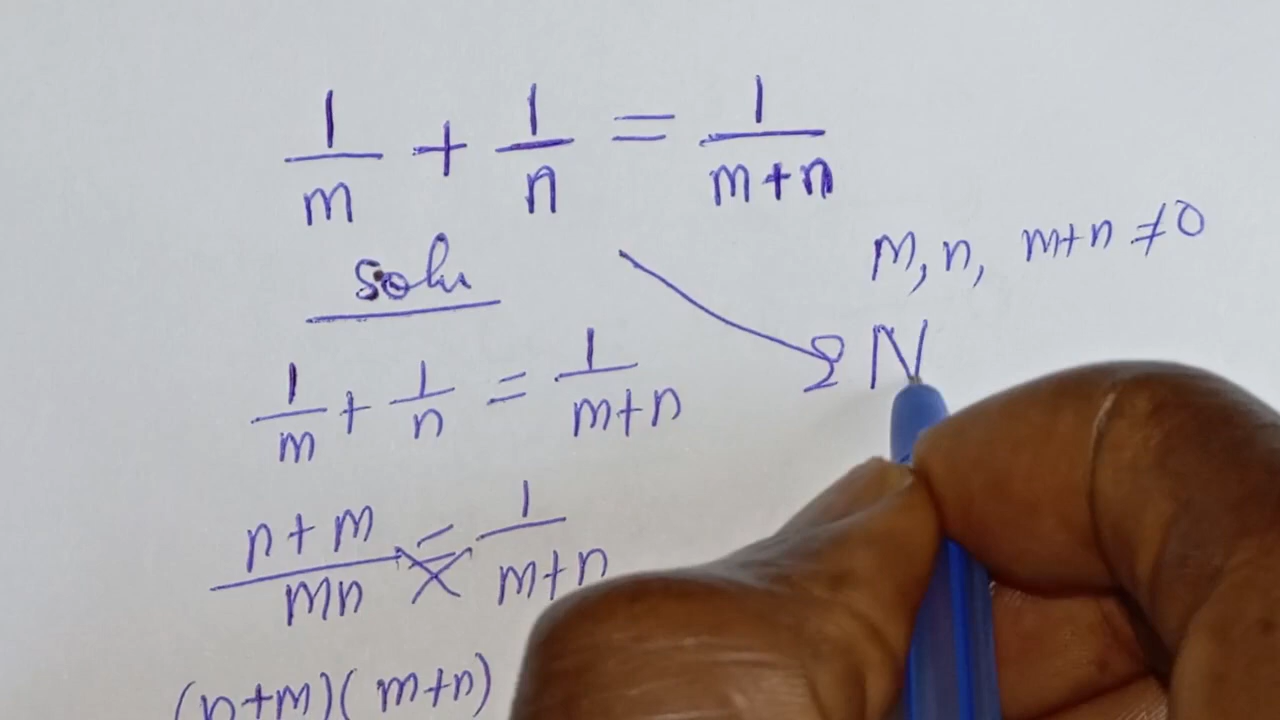 1/m + 1/n = 1/(m+n)
m, n, m+n ≠ 0
Soln
N
1/m + 1/n = 1/(m+n)
(n+m)/(mn) = 1/(m+n)
(n+m)(m+n)